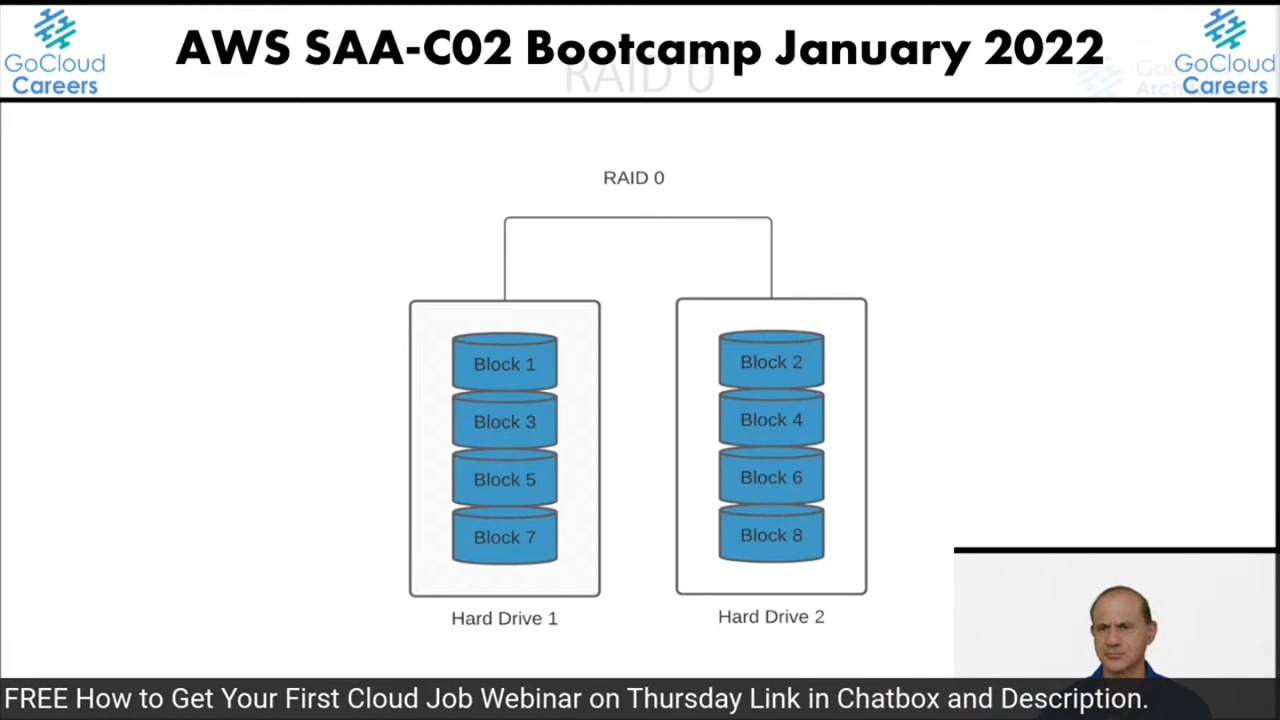 AWS SAA-C02 Bootcamp January 2022
GoCloud
Careers
GoCloud
Careers
RAID 0
RAID 0
Block 1
Block 3
Block 5
Block 7
Hard Drive 1
Block 2
Block 4
Block 6
Block 8
Hard Drive 2
FREE How to Get Your First Cloud Job Webinar on Thursday Link in Chatbox and Description.